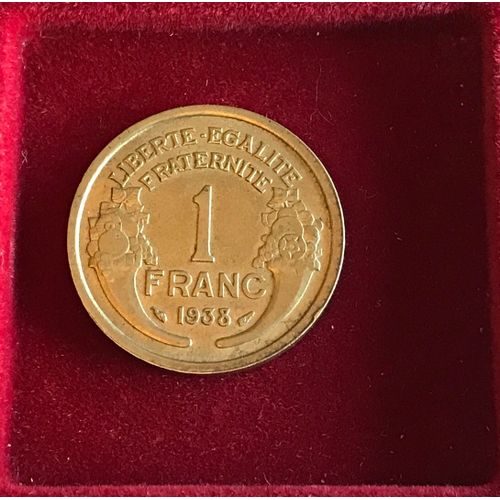 LIBERTE-EGALITE
FRATERNITE
1
FRANC
1938